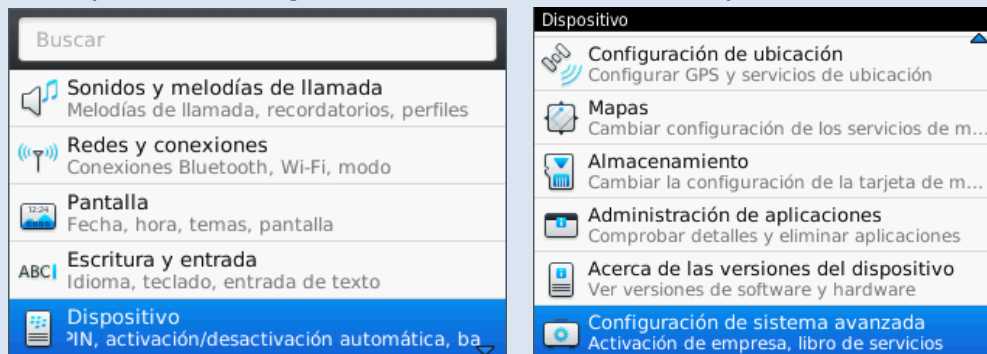 Buscar
Sonidos y melodías de llamada
Melodías de llamada, recordatorios, perfiles
Redes y conexiones
Conexiones Bluetooth, Wi-Fi, modo
12:24
Pantalla
Fecha, hora, temas, pantalla
ABC
Escritura y entrada
Idioma, teclado, entrada de texto
Dispositivo
PIN, activación/desactivación automática, ba
Dispositivo
Configuración de ubicación
Configurar GPS y servicios de ubicación
Mapas
Cambiar configuración de los servicios de m...
Almacenamiento
Cambiar la configuración de la tarjeta de m...
Administración de aplicaciones
Comprobar detalles y eliminar aplicaciones
Acerca de las versiones del dispositivo
Ver versiones de software y hardware
Configuración de sistema avanzada
Activación de empresa, libro de servicios